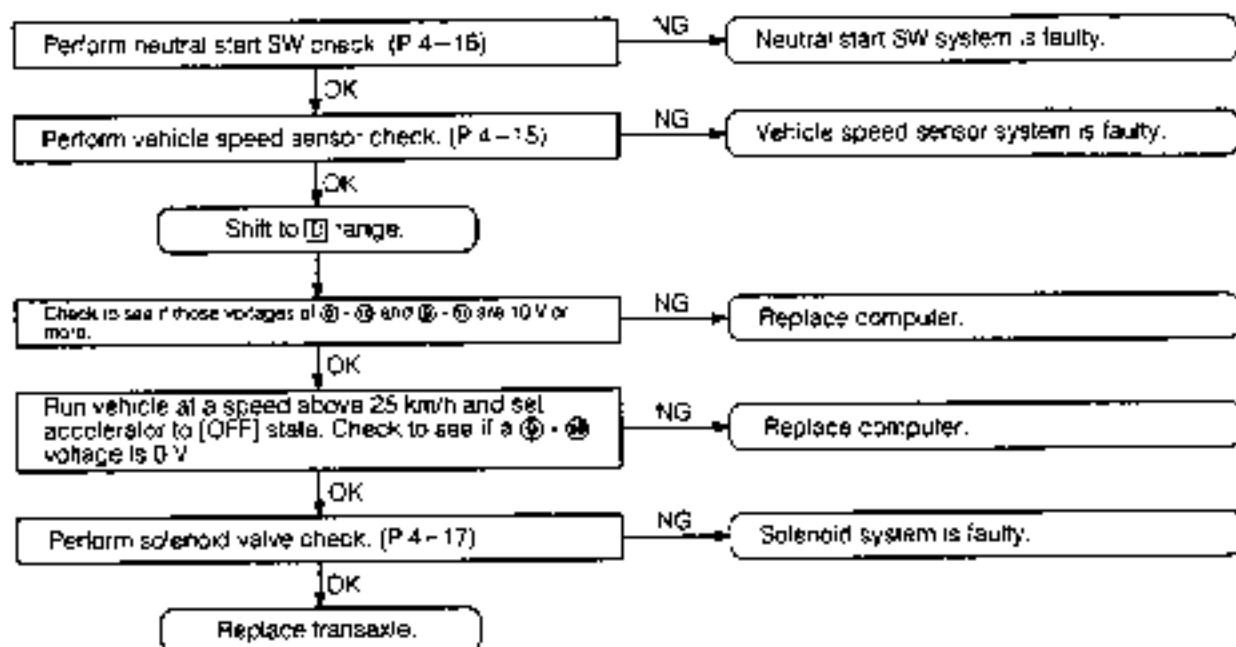 Perform neutral start SW check. (P 4–16)
NG
Neutral start SW system is faulty.
OK
Perform vehicle speed sensor check. (P 4–15)
NG
Vehicle speed sensor system is faulty.
OK
Shift to D range.
Check to see if those voltages of - and - are 10 V or
more.
NG
Replace computer.
OK
Run vehicle at a speed above 25 km/h and set
accelerator to [OFF] state. Check to see if a -
voltage is 0 V
NG
Replace computer.
OK
Perform solenoid valve check. (P 4–17)
NG
Solenoid system is faulty.
OK
Replace transaxle.